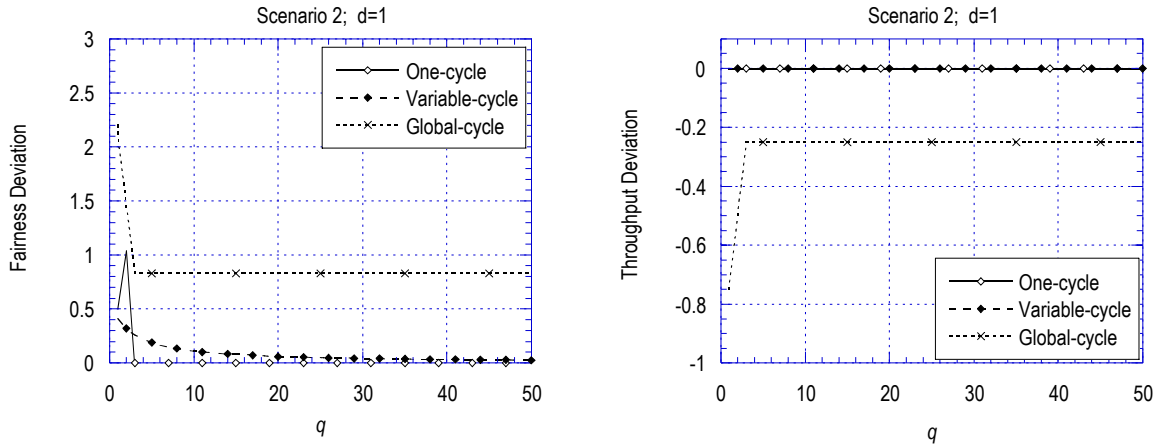 Scenario 2;  d=1
3
2.5
2
1.5
1
0.5
0
Fairness Deviation
One-cycle
Variable-cycle
Global-cycle
0 10 20 30 40 50
q
Scenario 2;  d=1
0
-0.2
-0.4
-0.6
-0.8
-1
Throughput Deviation
One-cycle
Variable-cycle
Global-cycle
0 10 20 30 40 50
q